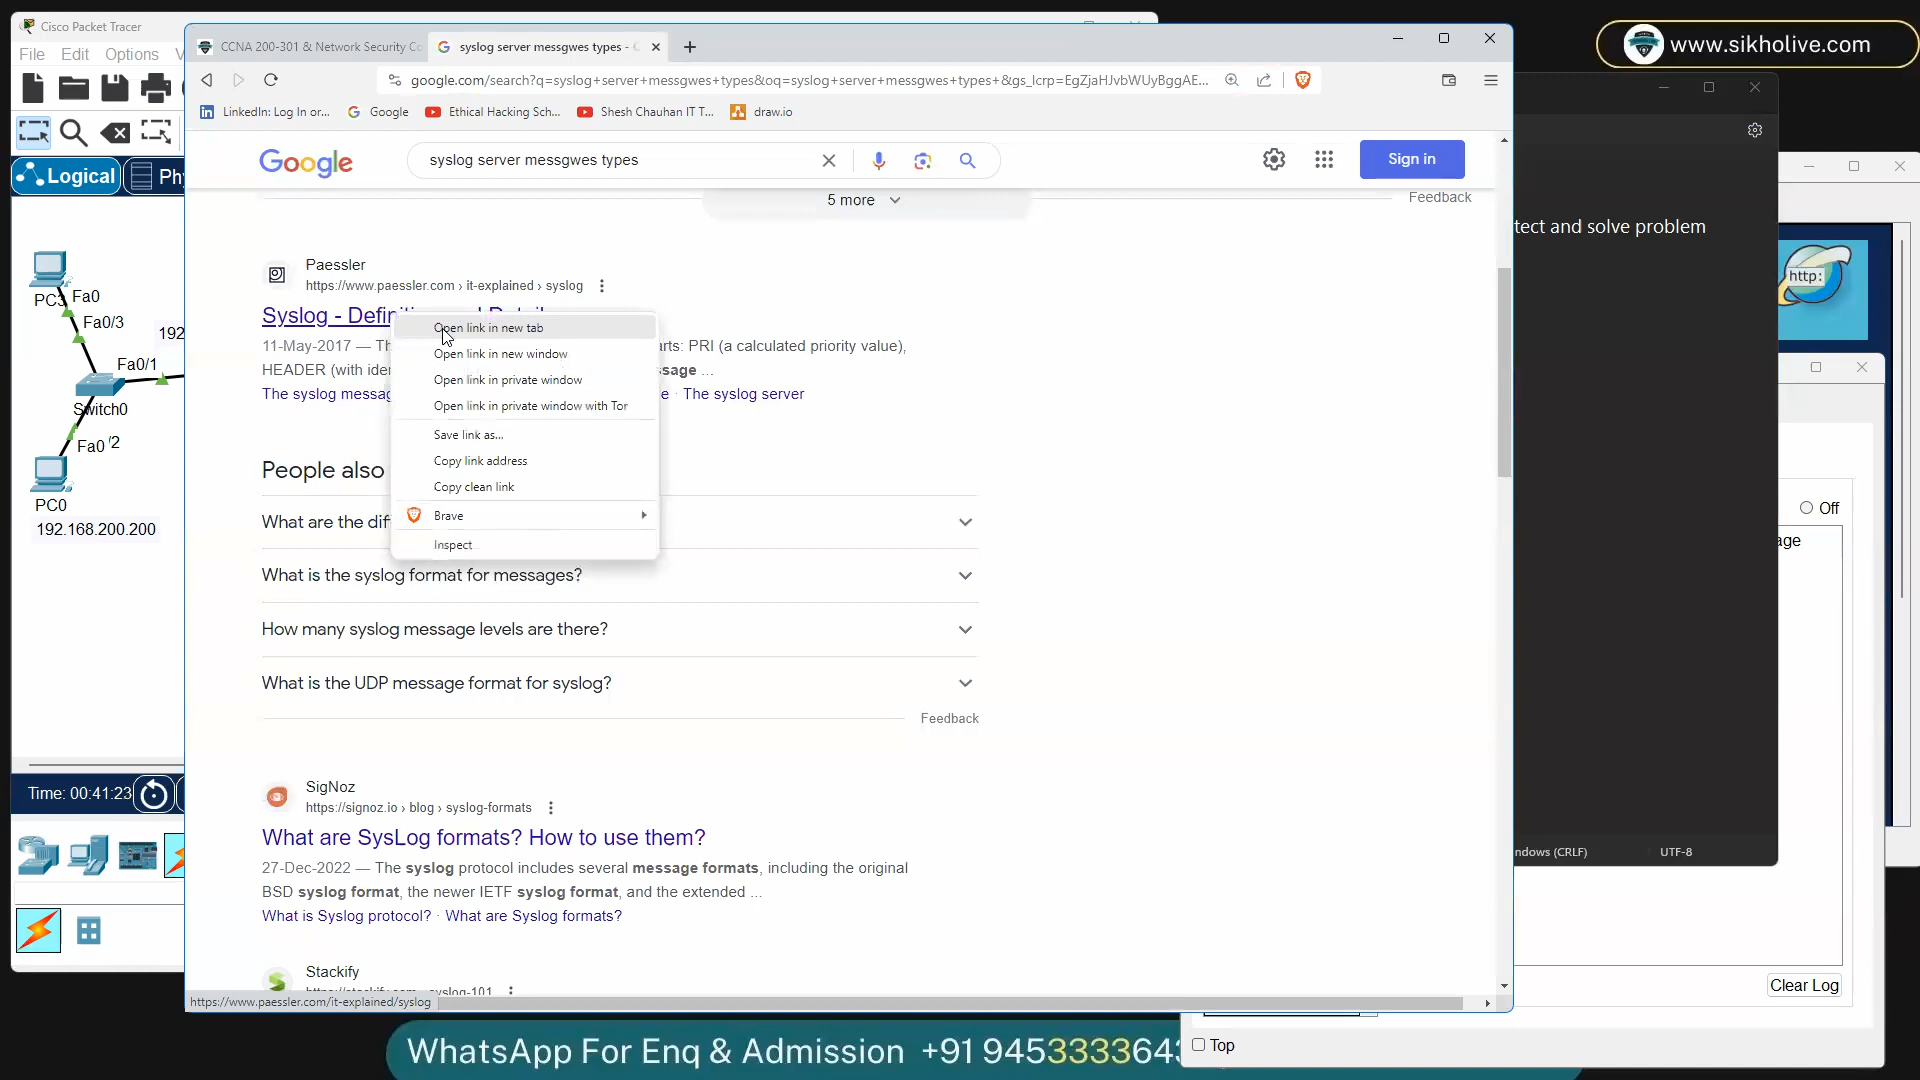 Cisco Packet Tracer
File Edit Options
Logical
PC3
Fa0
Fa0/3
192
Fa0/1
Switch0
Fa0
/2
PC0
192.168.200.200
Time: 00:41:23
CCNA 200-301 & Network Security Co
syslog server messgwes types -
google.com/search?q=syslog+server+messgwes+types&oq=syslog+server+messgwes+types+&gs_lcrp=EgZjaHJvbWUyBggAE...
LinkedIn: Log In or...
Google
Ethical Hacking Sch...
Shesh Chauhan IT T...
draw.io
Google
syslog server messgwes types
Sign in
5 more
Feedback
Paessler
https://www.paessler.com › it-explained › syslog
Syslog -
11-May-2017 —
PRI (a calculated priority value),
HEADER (with
...
The syslog
The syslog server
Open link in new tab
Open link in new window
Open link in private window
Open link in private window with Tor
Save link as...
Copy link address
Copy clean link
Brave
Inspect
People also
What are the
What is the syslog format for messages?
How many syslog message levels are there?
What is the UDP message format for syslog?
Feedback
SigNoz
https://signoz.io › blog › syslog-formats
What are SysLog formats? How to use them?
27-Dec-2022 — The syslog protocol includes several message formats, including the original
BSD syslog format, the newer IETF syslog format, and the extended ...
What is Syslog protocol? · What are Syslog formats?
Stackify
https://www.paessler.com/it-explained/syslog
www.sikholive.com
tect and solve problem
http:
Off
ndows (CRLF)
UTF-8
Clear Log
Top
WhatsApp For Enq & Admission +91 945333364